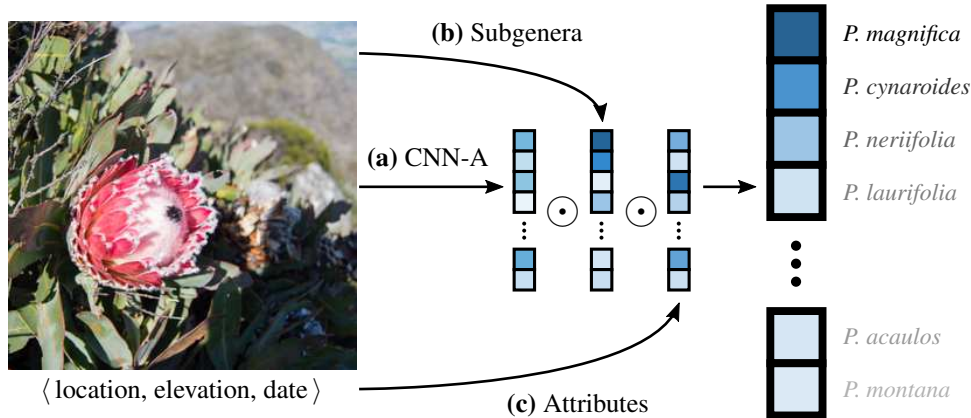 (b) Subgenera
(a) CNN-A
(c) Attributes
⟨ location, elevation, date ⟩
P. magnifica
P. cynaroides
P. neriifolia
P. laurifolia
P. acaulos
P. montana